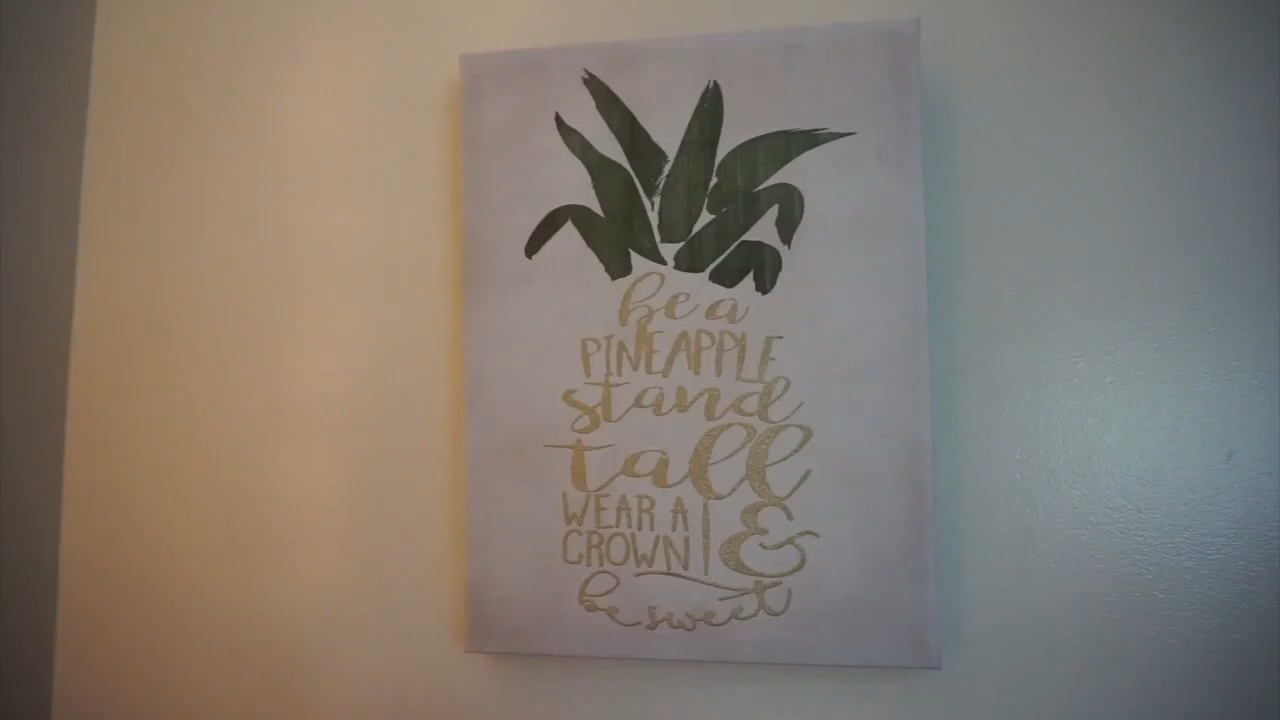 be a
PINEAPPLE
stand
tall
WEAR A
CROWN &
be sweet